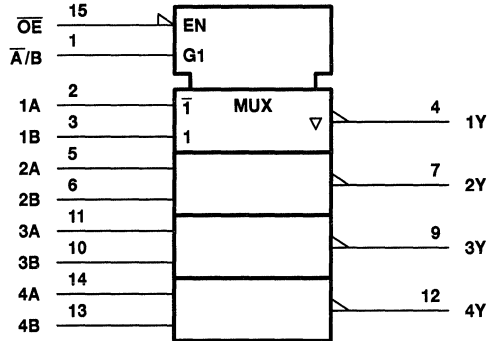 O̅E̅ 15 EN
A̅/B 1 G1
1A 2 1̅ MUX ▽ 4 1Y
1B 3 1
2A 5 7 2Y
2B 6
3A 11 9 3Y
3B 10
4A 14 12 4Y
4B 13